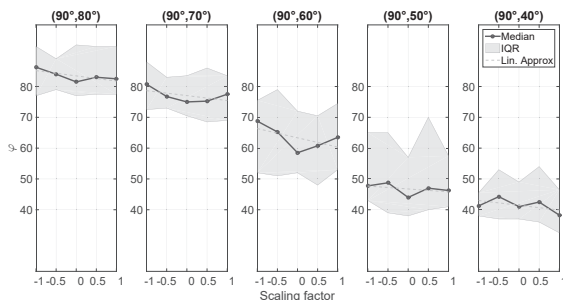 (90°,80°) (90°,70°) (90°,60°) (90°,50°) (90°,40°)
Median
IQR
Lin. Approx
φ
80 80 80 80 80
70 70 70 70 70
60 60 60 60 60
50 50 50 50 50
40 40 40 40 40
-1 -0.5 0 0.5 1 -1 -0.5 0 0.5 1 -1 -0.5 0 0.5 1 -1 -0.5 0 0.5 1 -1 -0.5 0 0.5 1
Scaling factor